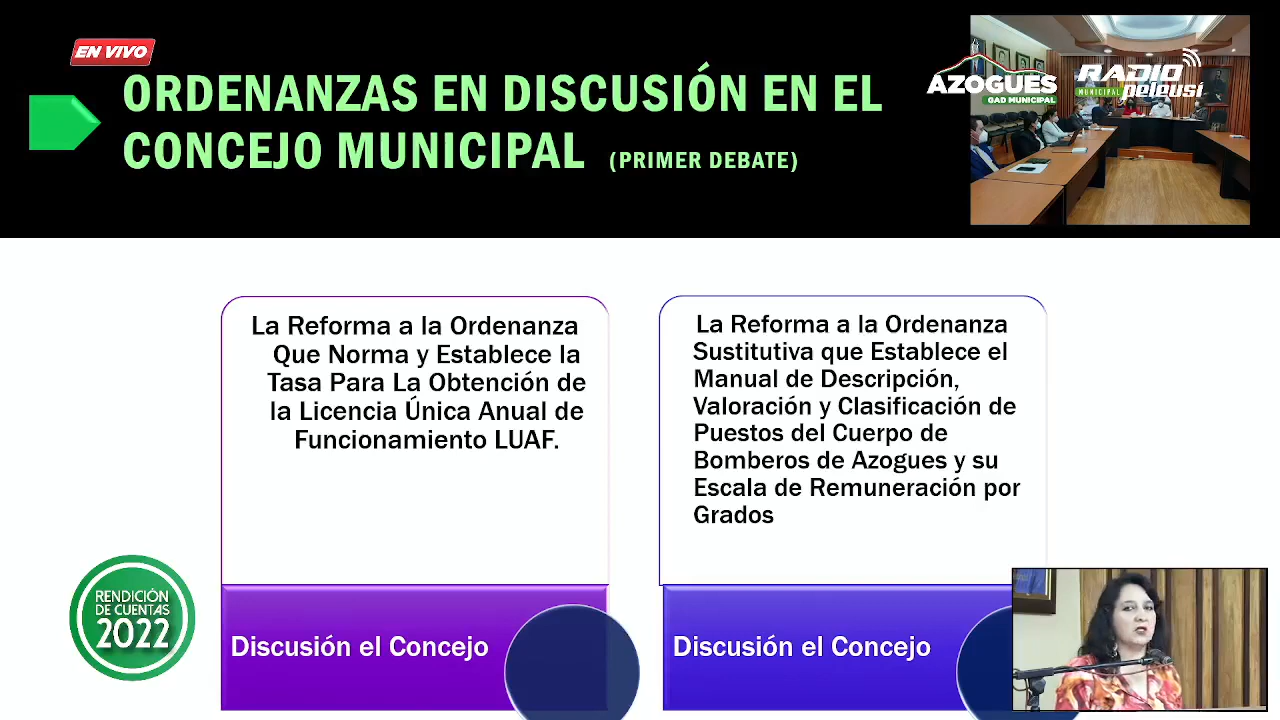 EN VIVO
ORDENANZAS EN DISCUSIÓN EN EL
CONCEJO MUNICIPAL (PRIMER DEBATE)
AZOGUES
GAD MUNICIPAL
RADIO
MUNICIPAL peleusí
La Reforma a la Ordenanza
Que Norma y Establece la
Tasa Para La Obtención de
la Licencia Única Anual de
Funcionamiento LUAF.
Discusión el Concejo
La Reforma a la Ordenanza
Sustitutiva que Establece el
Manual de Descripción,
Valoración y Clasificación de
Puestos del Cuerpo de
Bomberos de Azogues y su
Escala de Remuneración por
Grados
Discusión el Concejo
RENDICIÓN
DE CUENTAS
2022